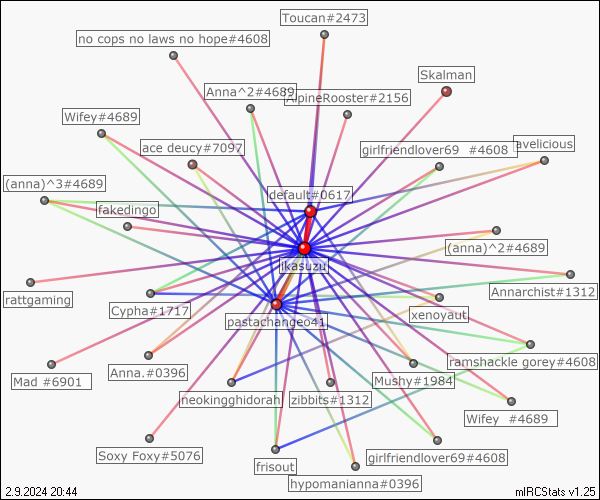 Toucan#2473
no cops no laws no hope#4608
Skalman
Anna^2#4689
AlpineRooster#2156
Wifey#4689
ace deucy#7097
girlfriendlover69 #4608
avelicious
(anna)^3#4689
default#0617
fakedingo
(anna)^2#4689
jkasuzu
rattgaming
Annarchist#1312
Cypha#1717
xenoyaut
pastachangeo41
ramshackle gorey#4608
Mad #6901
Anna.#0396
Mushy#1984
neokingghidorah
zibbits#1312
Wifey #4689
Soxy Foxy#5076
girlfriendlover69#4608
frisout
hypomanianna#0396
2.9.2024 20:44
mIRCStats v1.25